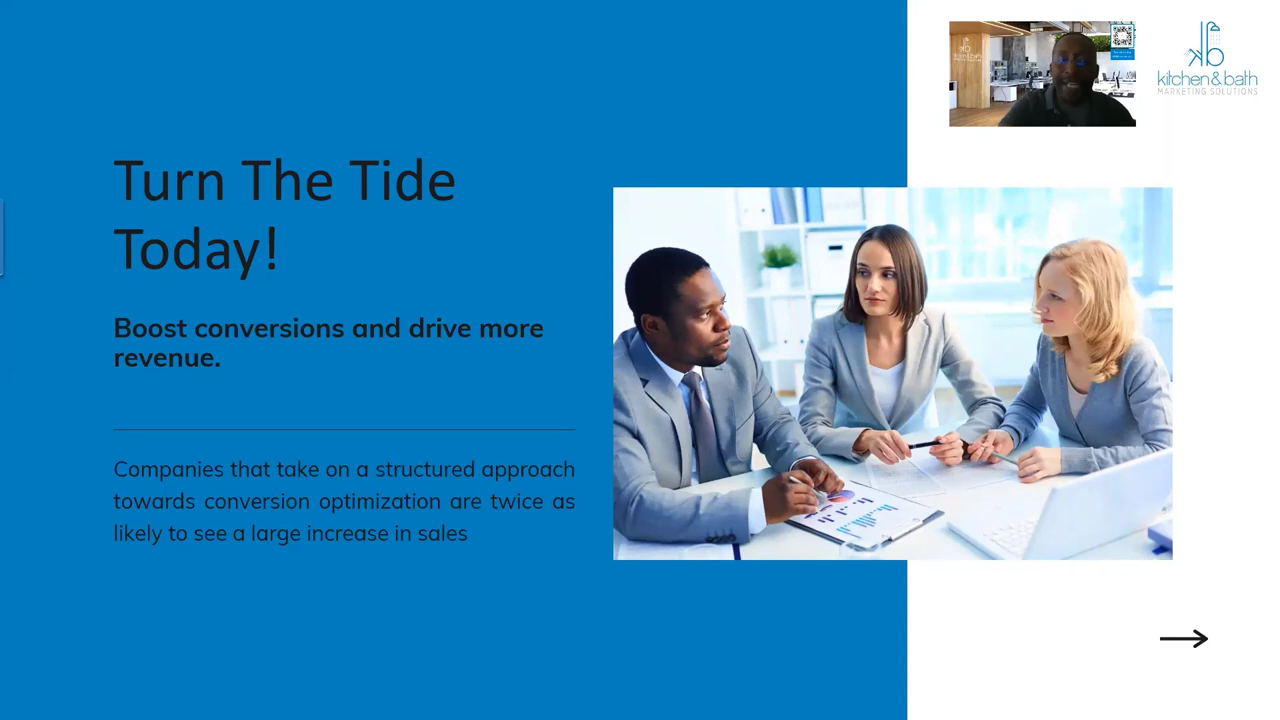 Turn The Tide
Today!
Boost conversions and drive more
revenue.
Companies that take on a structured approach
towards conversion optimization are twice as
likely to see a large increase in sales
kb
kitchen & bath
MARKETING SOLUTIONS